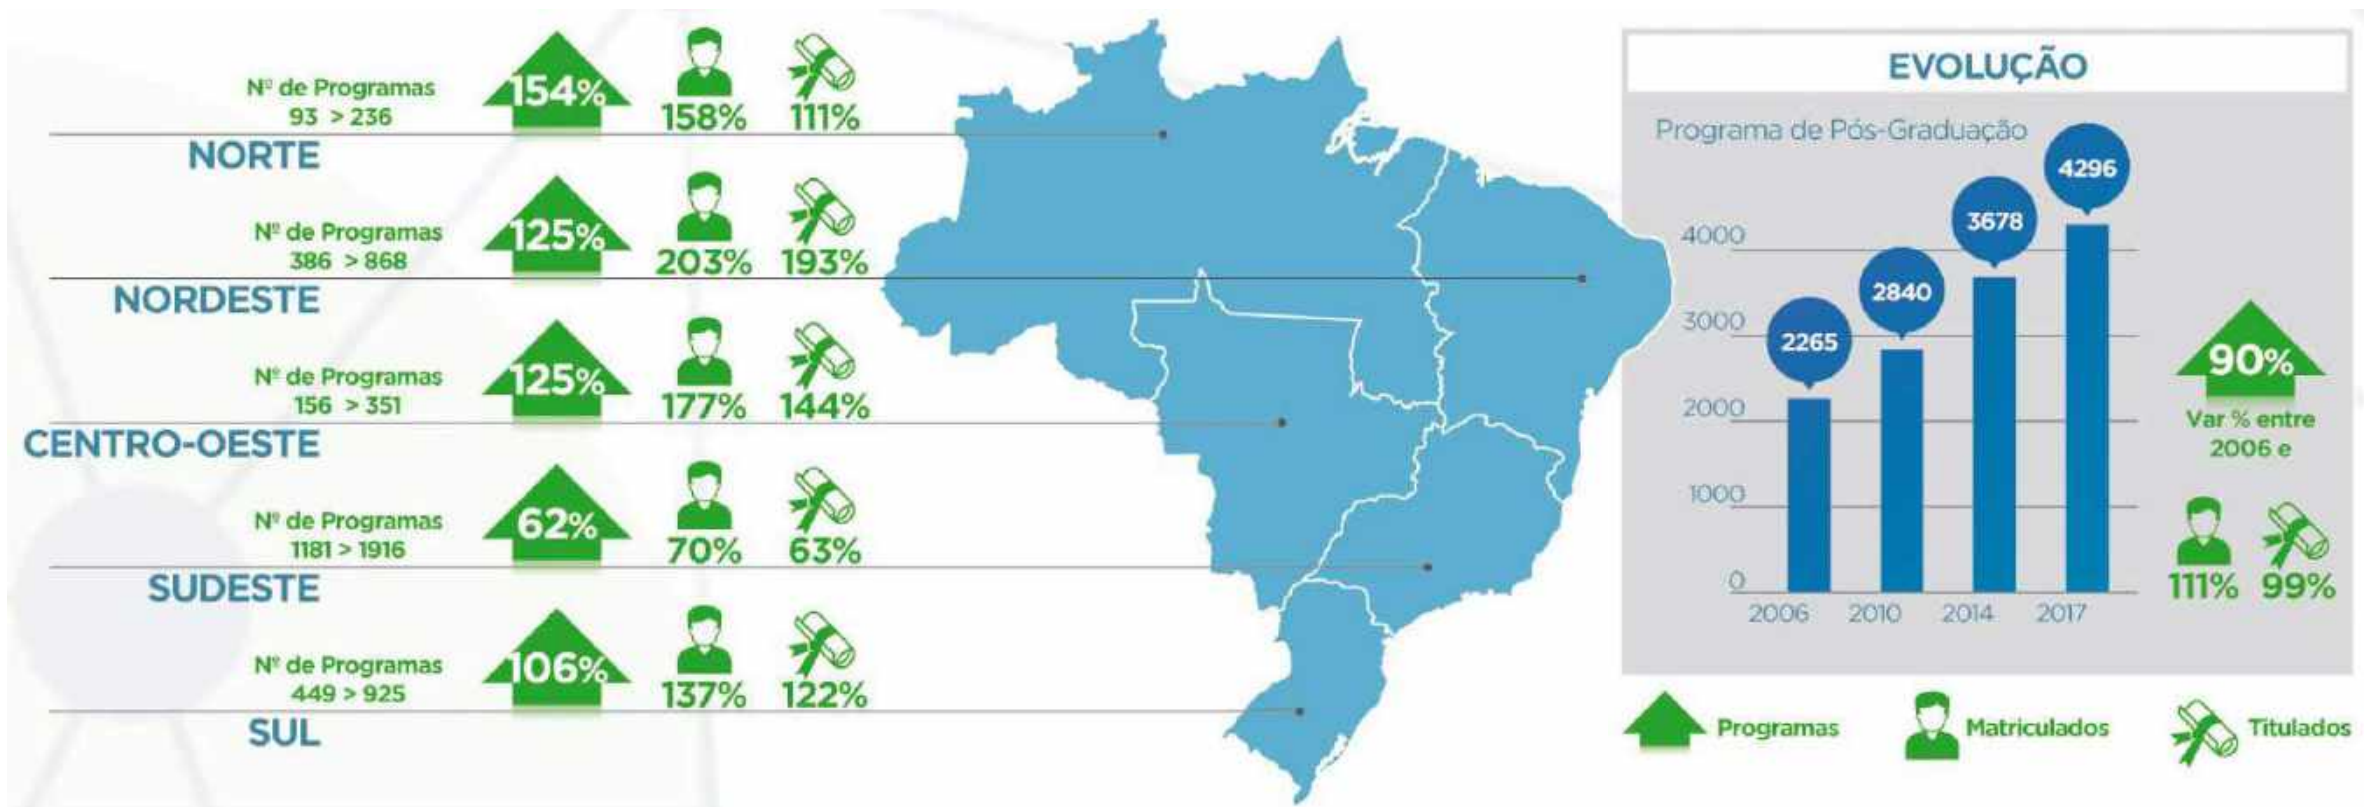 Nº de Programas
93 > 236
154%
158%
111%
NORTE
Nº de Programas
386 > 868
125%
203%
193%
NORDESTE
Nº de Programas
156 > 351
125%
177%
144%
CENTRO-OESTE
Nº de Programas
1181 > 1916
62%
70%
63%
SUDESTE
Nº de Programas
449 > 925
106%
137%
122%
SUL
EVOLUÇÃO
Programa de Pós-Graduação
4296
3678
2840
2265
4000
3000
2000
1000
0
2006 2010 2014 2017
90%
Var % entre
2006 e
111% 99%
Programas
Matriculados
Titulados